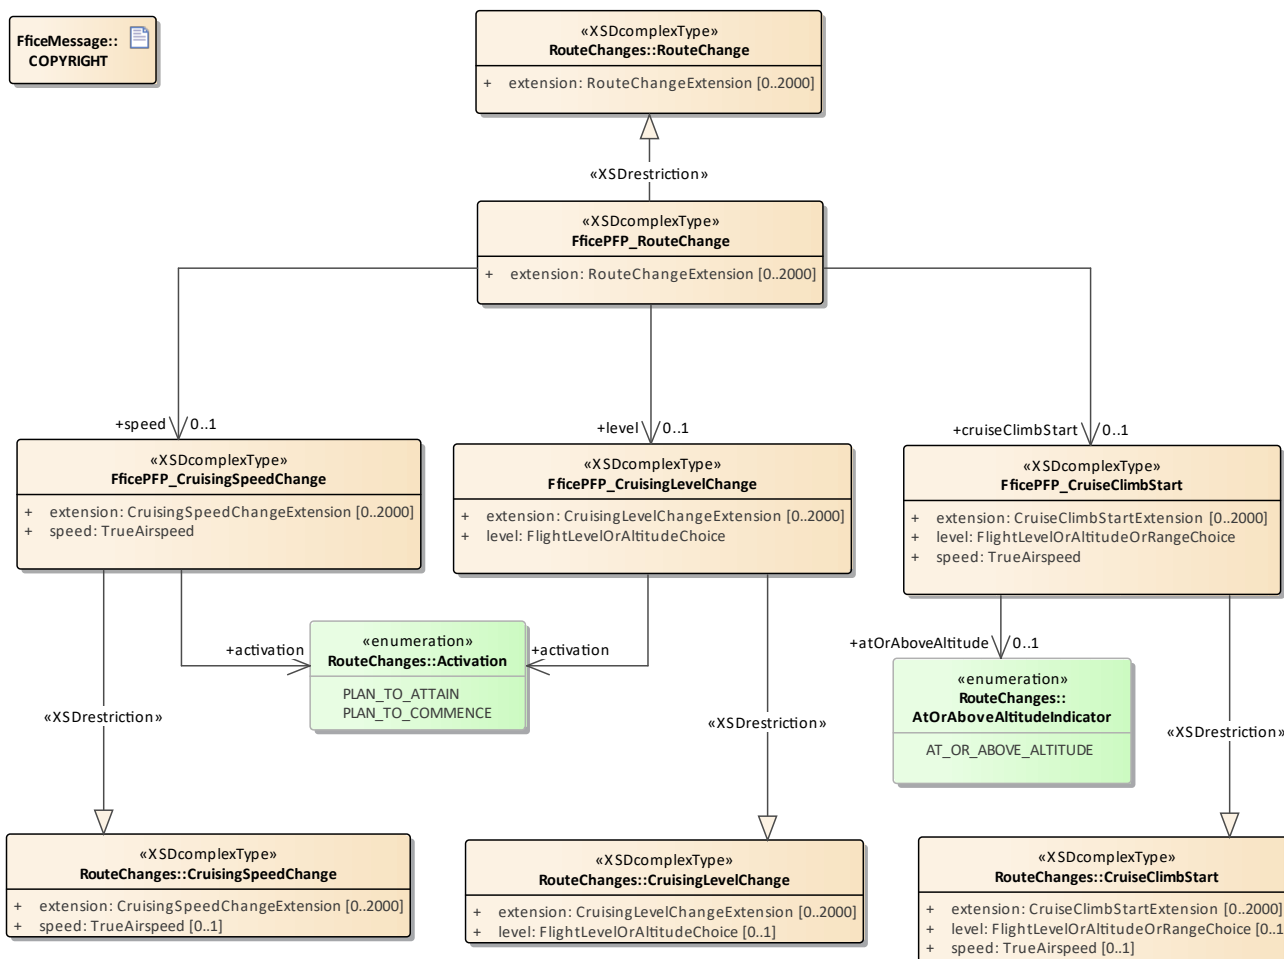 FficeMessage::
COPYRIGHT
«XSDcomplexType»
RouteChanges::RouteChange
+ extension: RouteChangeExtension [0..2000]
«XSDrestriction»
«XSDcomplexType»
FficePFP_RouteChange
+ extension: RouteChangeExtension [0..2000]
+speed 0..1
+level 0..1
+cruiseClimbStart 0..1
«XSDcomplexType»
FficePFP_CruisingSpeedChange
+ extension: CruisingSpeedChangeExtension [0..2000]
+ speed: TrueAirspeed
«XSDcomplexType»
FficePFP_CruisingLevelChange
+ extension: CruisingLevelChangeExtension [0..2000]
+ level: FlightLevelOrAltitudeChoice
«XSDcomplexType»
FficePFP_CruiseClimbStart
+ extension: CruiseClimbStartExtension [0..2000]
+ level: FlightLevelOrAltitudeOrRangeChoice
+ speed: TrueAirspeed
+activation
«enumeration»
RouteChanges::Activation
PLAN_TO_ATTAIN
PLAN_TO_COMMENCE
+activation
+atOrAboveAltitude 0..1
«enumeration»
RouteChanges::
AtOrAboveAltitudeIndicator
AT_OR_ABOVE_ALTITUDE
«XSDrestriction»
«XSDrestriction»
«XSDrestriction»
«XSDcomplexType»
RouteChanges::CruisingSpeedChange
+ extension: CruisingSpeedChangeExtension [0..2000]
+ speed: TrueAirspeed [0..1]
«XSDcomplexType»
RouteChanges::CruisingLevelChange
+ extension: CruisingLevelChangeExtension [0..2000]
+ level: FlightLevelOrAltitudeChoice [0..1]
«XSDcomplexType»
RouteChanges::CruiseClimbStart
+ extension: CruiseClimbStartExtension [0..2000]
+ level: FlightLevelOrAltitudeOrRangeChoice [0..1
+ speed: TrueAirspeed [0..1]